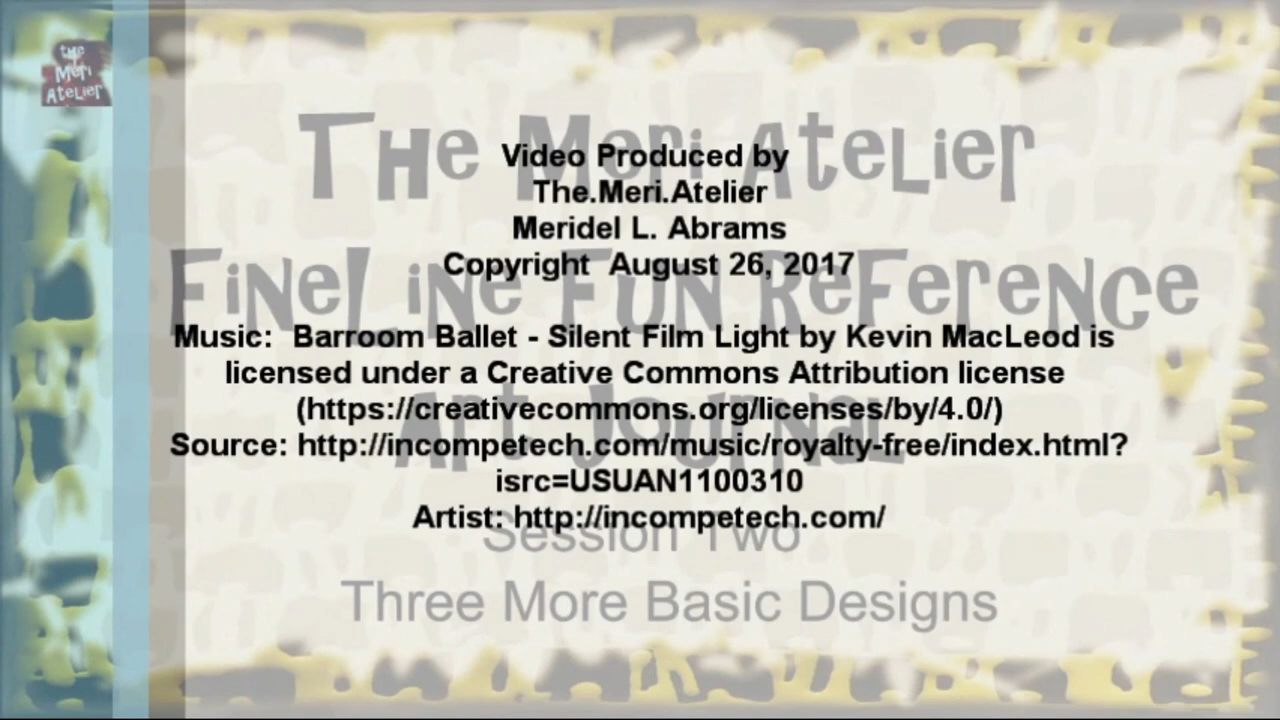 the
Meri
Atelier
The Meri Atelier
FineLine Fun Reference
Art Journal
Session Two
Three More Basic Designs
Video Produced by
The.Meri.Atelier
Meridel L. Abrams
Copyright  August 26, 2017
Music:  Barroom Ballet - Silent Film Light by Kevin MacLeod is
licensed under a Creative Commons Attribution license
(https://creativecommons.org/licenses/by/4.0/)
Source: http://incompetech.com/music/royalty-free/index.html?
isrc=USUAN1100310
Artist: http://incompetech.com/